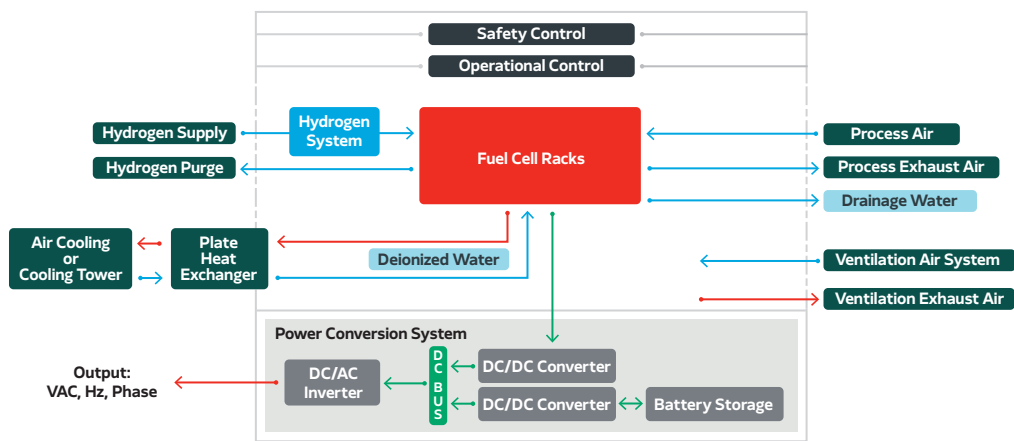 Safety Control
Operational Control
Hydrogen Supply
Hydrogen
System
Fuel Cell Racks
Process Air
Hydrogen Purge
Process Exhaust Air
Drainage Water
Air Cooling
or
Cooling Tower
Plate
Heat
Exchanger
Deionized Water
Ventilation Air System
Ventilation Exhaust Air
Power Conversion System
Output:
VAC, Hz, Phase
DC/AC
Inverter
DC BUS
DC/DC Converter
DC/DC Converter
Battery Storage